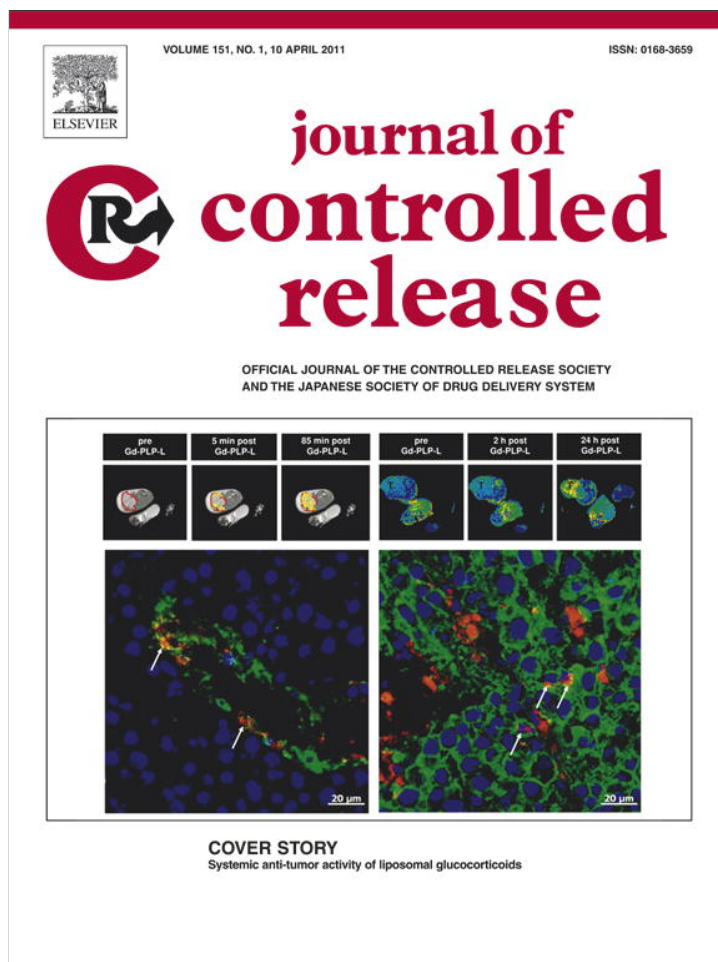 VOLUME 151, NO. 1, 10 APRIL 2011
ISSN: 0168-3659
ELSEVIER
journal of
CR
controlled
release
OFFICIAL JOURNAL OF THE CONTROLLED RELEASE SOCIETY
AND THE JAPANESE SOCIETY OF DRUG DELIVERY SYSTEM
pre
Gd-PLP-L
5 min post
Gd-PLP-L
85 min post
Gd-PLP-L
pre
Gd-PLP-L
2 h post
Gd-PLP-L
24 h post
Gd-PLP-L
20 µm
20 µm
COVER STORY
Systemic anti-tumor activity of liposomal glucocorticoids